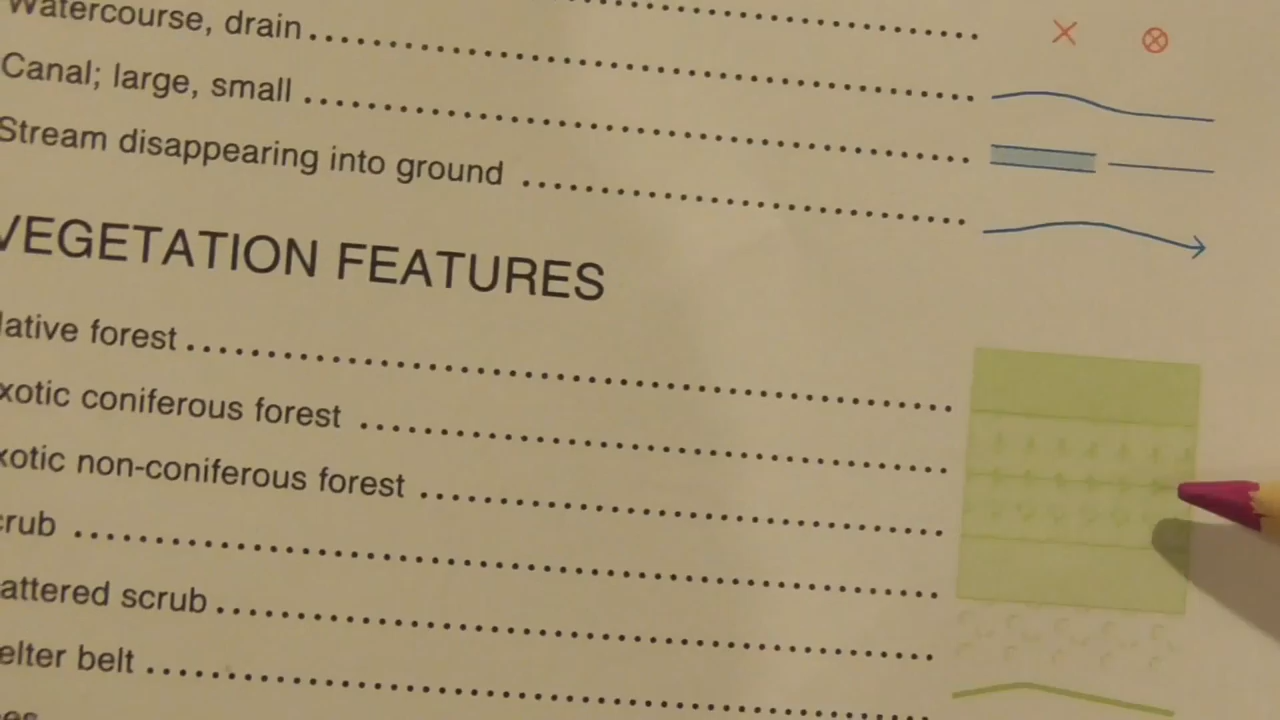 Watercourse, drain
Canal; large, small
Stream disappearing into ground
VEGETATION FEATURES
Native forest
xotic coniferous forest
xotic non-coniferous forest
crub
attered scrub
elter belt